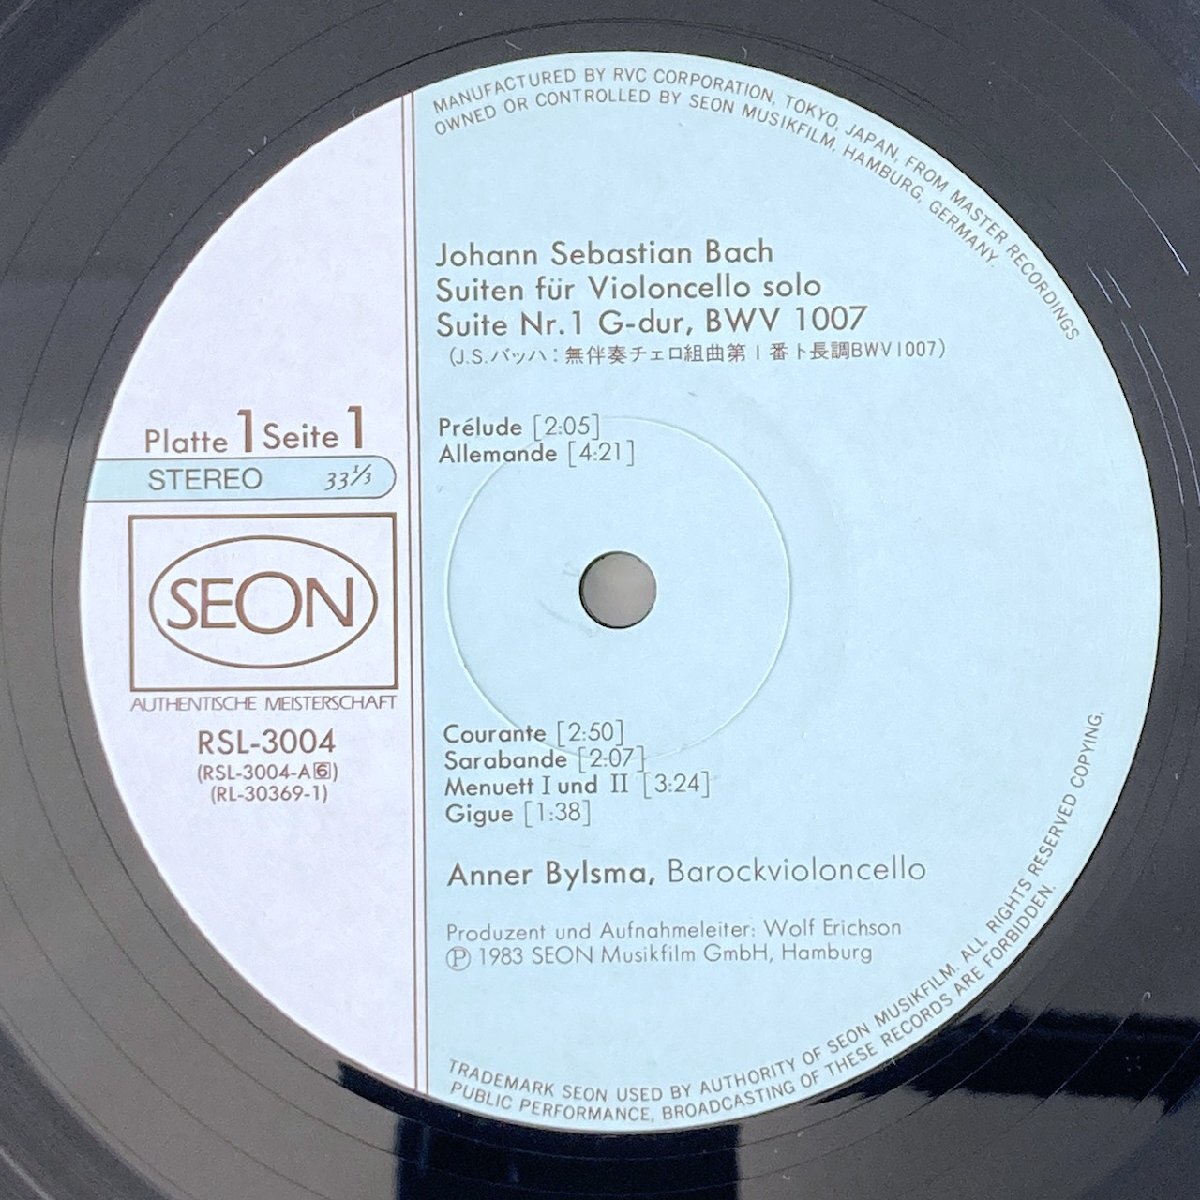 MANUFACTURED BY RVC CORPORATION, TOKYO, JAPAN, FROM MASTER RECORDINGS
OWNED OR CONTROLLED BY SEON MUSIKFILM, HAMBURG, GERMANY.
Johann Sebastian Bach
Suiten für Violoncello solo
Suite Nr.1 G-dur, BWV 1007
(J.S.バッハ:無伴奏チェロ組曲第1番ト長調BWV1007)
Platte 1 Seite 1
STEREO 33 1/3
SEON
AUTHENTISCHE MEISTERSCHAFT
RSL-3004
(RSL-3004-A6)
(RL-30369-1)
Prélude [2:05]
Allemande [4:21]
Courante [2:50]
Sarabande [2:07]
Menuett I und II [3:24]
Gigue [1:38]
Anner Bylsma, Barockvioloncello
Produzent und Aufnahmeleiter: Wolf Erichson
Ⓟ 1983 SEON Musikfilm GmbH, Hamburg
TRADEMARK SEON USED BY AUTHORITY OF SEON MUSIKFILM. ALL RIGHTS RESERVED COPYING,
PUBLIC PERFORMANCE, BROADCASTING OF THESE RECORDS ARE FORBIDDEN.